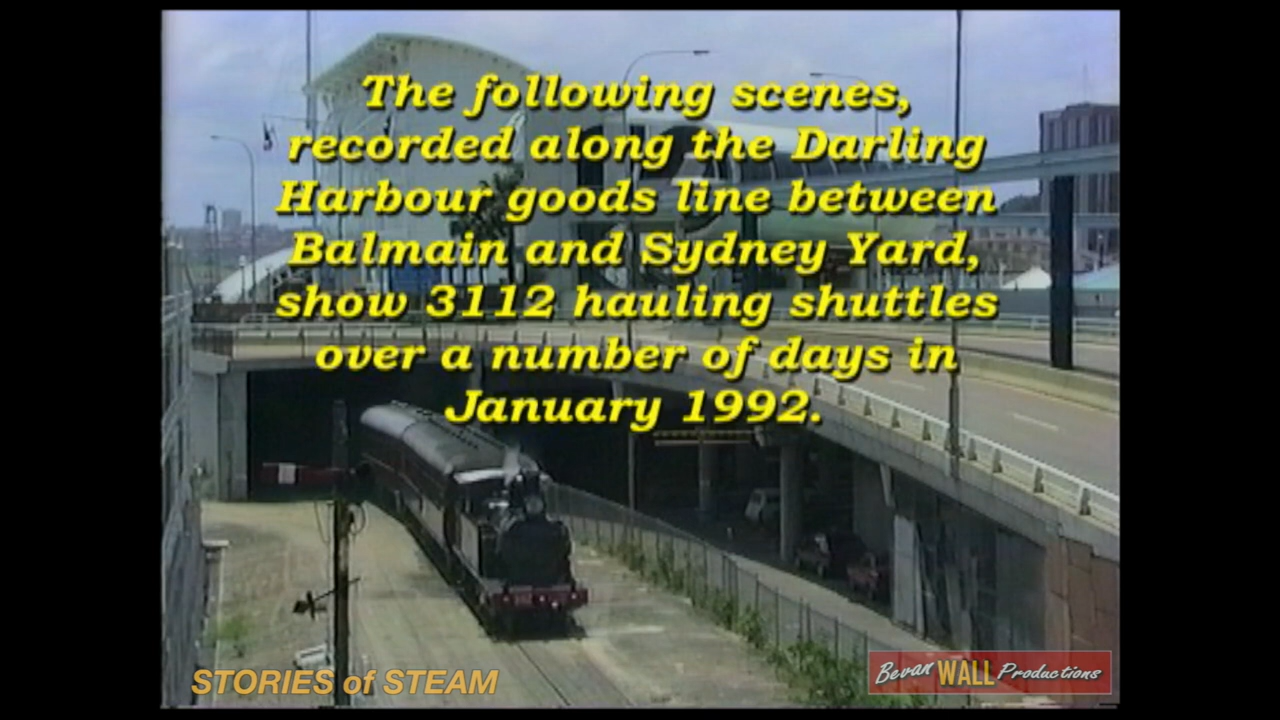 The following scenes,
recorded along the Darling
Harbour goods line between
Balmain and Sydney Yard,
show 3112 hauling shuttles
over a number of days in
January 1992.
STORIES of STEAM
Bevan WALL Productions